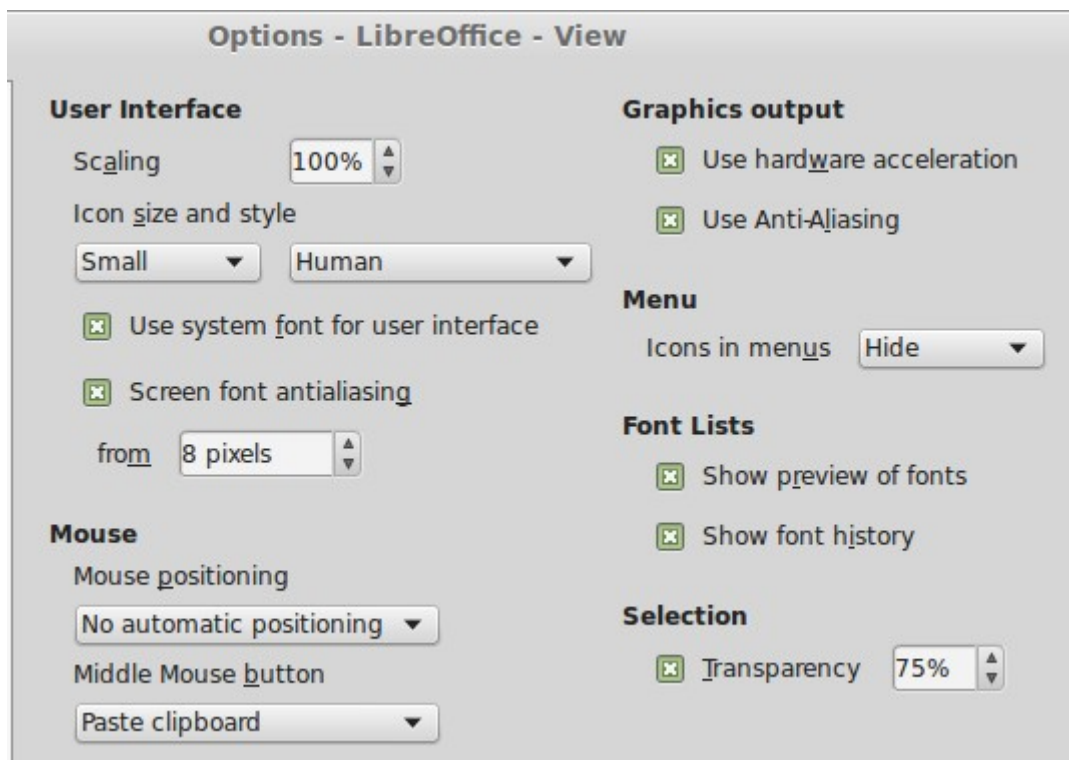 Options - LibreOffice - View
User Interface
Scaling 100%
Icon size and style
Small Human
Use system font for user interface
Screen font antialiasing
from 8 pixels
Mouse
Mouse positioning
No automatic positioning
Middle Mouse button
Paste clipboard
Graphics output
Use hardware acceleration
Use Anti-Aliasing
Menu
Icons in menus Hide
Font Lists
Show preview of fonts
Show font history
Selection
Transparency 75%